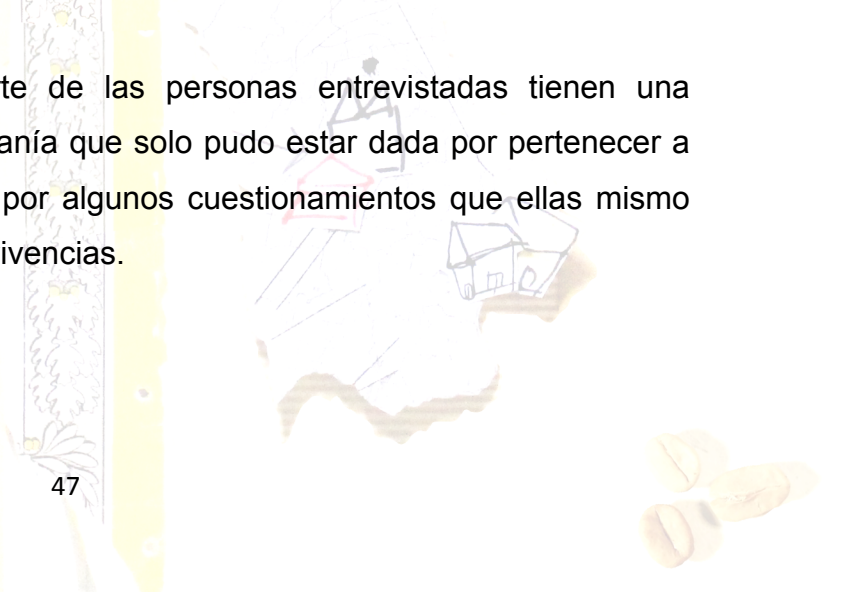 te de las personas entrevistadas tienen una
anía que solo pudo estar dada por pertenecer a
por algunos cuestionamientos que ellas mismo
ivencias.
47